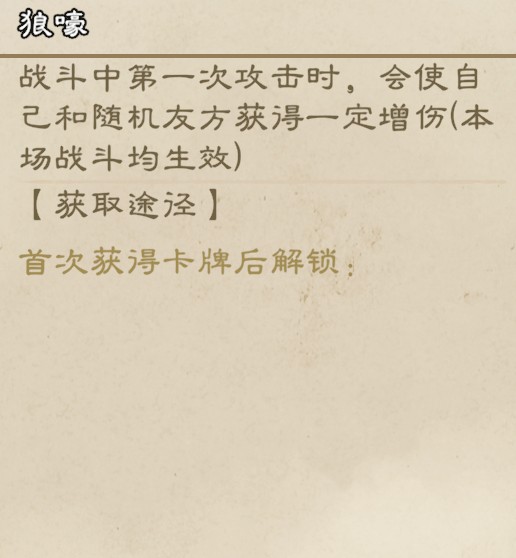 狼嚎
战斗中第一次攻击时，会使自
己和随机友方获得一定增伤(本
场战斗均生效)
【获取途径】
首次获得卡牌后解锁：